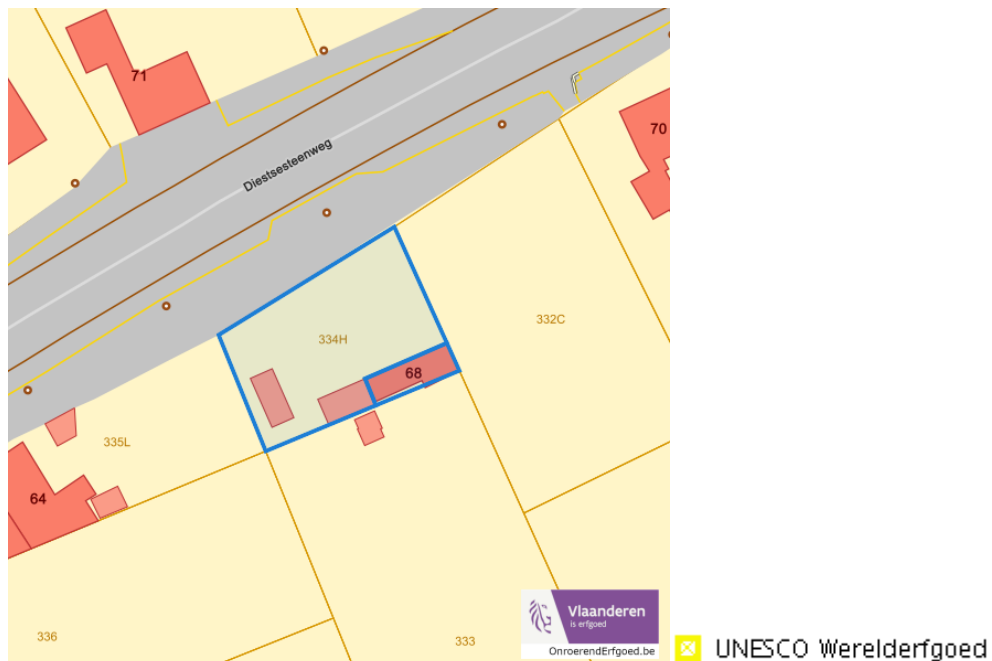 71
70
Diestsesteenweg
332C
334H
68
335L
64
336
333
Vlaanderen
is erfgoed
OnroerendErfgoed.be
UNESCO Werelderfgoed